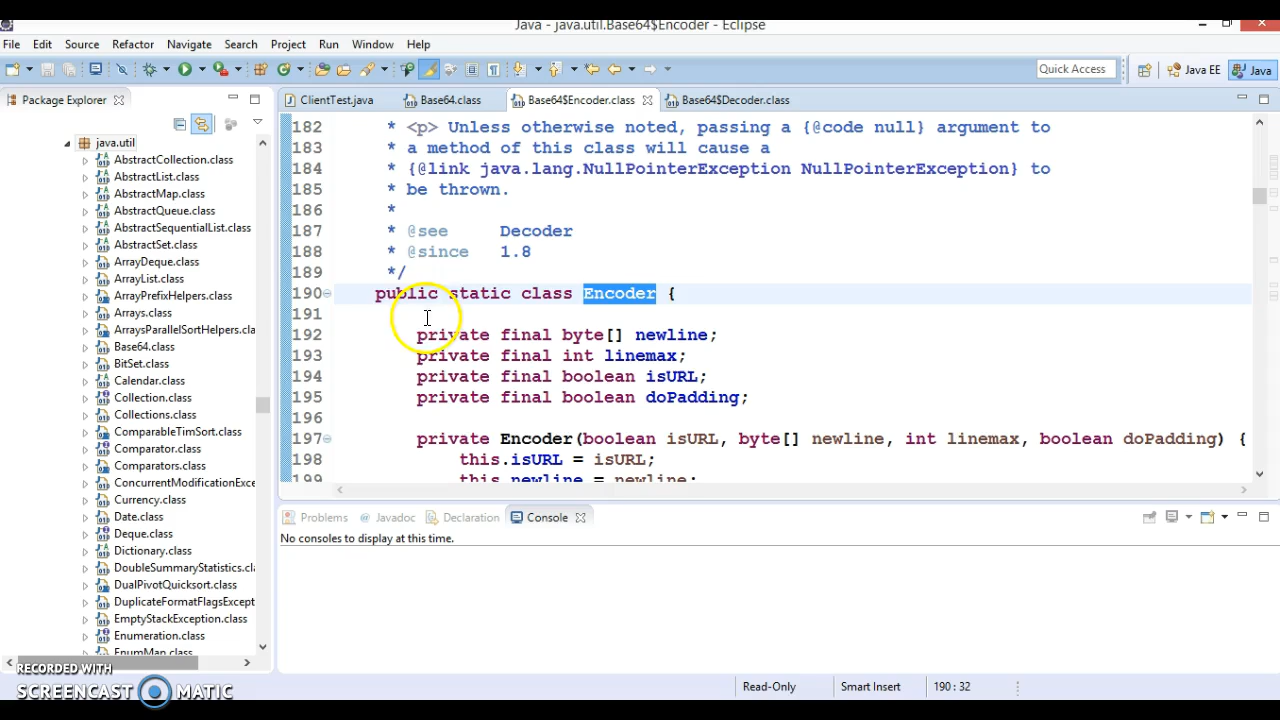 Java - java.util.Base64$Encoder - Eclipse
File Edit Source Refactor Navigate Search Project Run Window Help
Quick Access
Java EE
Java
Package Explorer
ClientTest.java
Base64.class
Base64$Encoder.class
Base64$Decoder.class
java.util
AbstractCollection.class
AbstractList.class
AbstractMap.class
AbstractQueue.class
AbstractSequentialList.class
AbstractSet.class
ArrayDeque.class
ArrayList.class
ArrayPrefixHelpers.class
Arrays.class
ArraysParallelSortHelpers.cla
Base64.class
BitSet.class
Calendar.class
Collection.class
Collections.class
ComparableTimSort.class
Comparator.class
Comparators.class
ConcurrentModificationExce
Currency.class
Date.class
Deque.class
Dictionary.class
DoubleSummaryStatistics.cla
DualPivotQuicksort.class
DuplicateFormatFlagsExcept
EmptyStackException.class
Enumeration.class
EnumMap.class
182 * <p> Unless otherwise noted, passing a {@code null} argument to
183 * a method of this class will cause a
184 * {@link java.lang.NullPointerException NullPointerException} to
185 * be thrown.
186 *
187 * @see Decoder
188 * @since 1.8
189 */
190 public static class Encoder {
191
192 private final byte[] newline;
193 private final int linemax;
194 private final boolean isURL;
195 private final boolean doPadding;
196
197 private Encoder(boolean isURL, byte[] newline, int linemax, boolean doPadding) {
198 this.isURL = isURL;
199 this.newline = newline;
Problems
Javadoc
Declaration
Console
No consoles to display at this time.
Read-Only
Smart Insert
190 : 32
RECORDED WITH
SCREENCAST MATIC